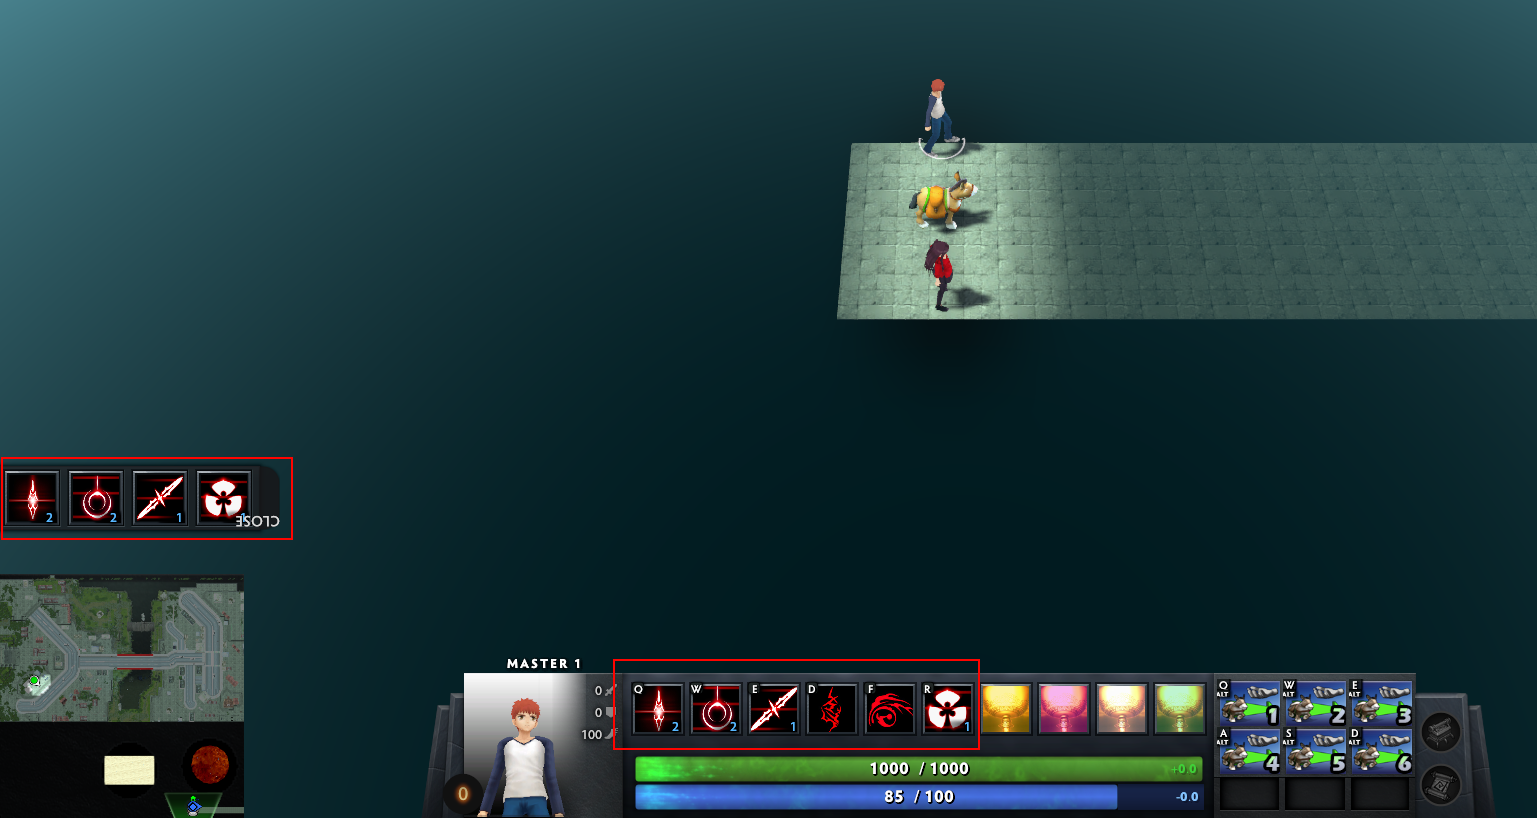 2 2 1 1
CLOSE
MASTER 1
0
0
100
0
Q W E D F R
2 2 1 1
1000 / 1000 +0.0
85 / 100 -0.0
Q W E
ALT ALT ALT
1 2 3
A S D
ALT ALT ALT
4 5 6